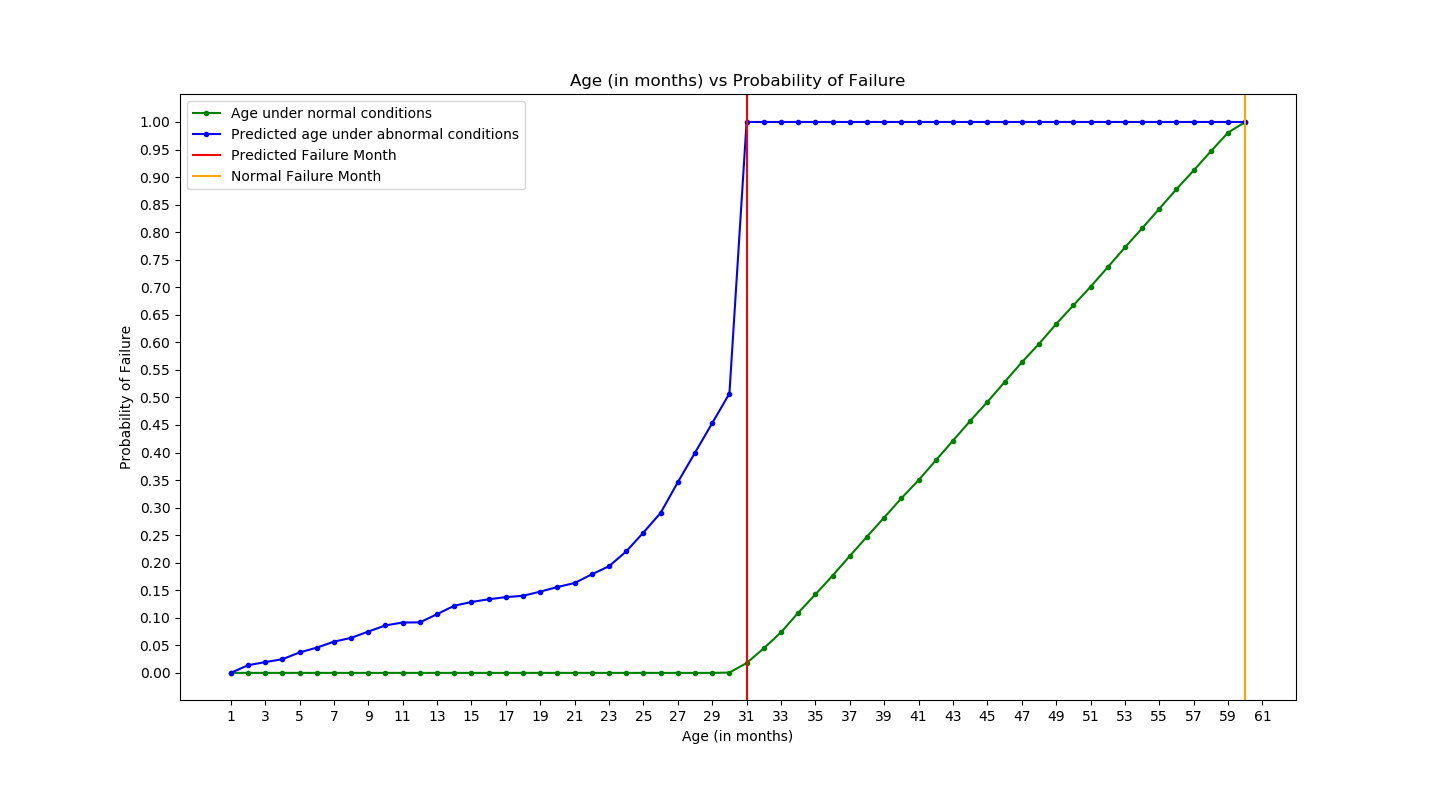 Age (in months) vs Probability of Failure
Age under normal conditions
Predicted age under abnormal conditions
Predicted Failure Month
Normal Failure Month
Probability of Failure
1.00
0.95
0.90
0.85
0.80
0.75
0.70
0.65
0.60
0.55
0.50
0.45
0.40
0.35
0.30
0.25
0.20
0.15
0.10
0.05
0.00
1 3 5 7 9 11 13 15 17 19 21 23 25 27 29 31 33 35 37 39 41 43 45 47 49 51 53 55 57 59 61
Age (in months)